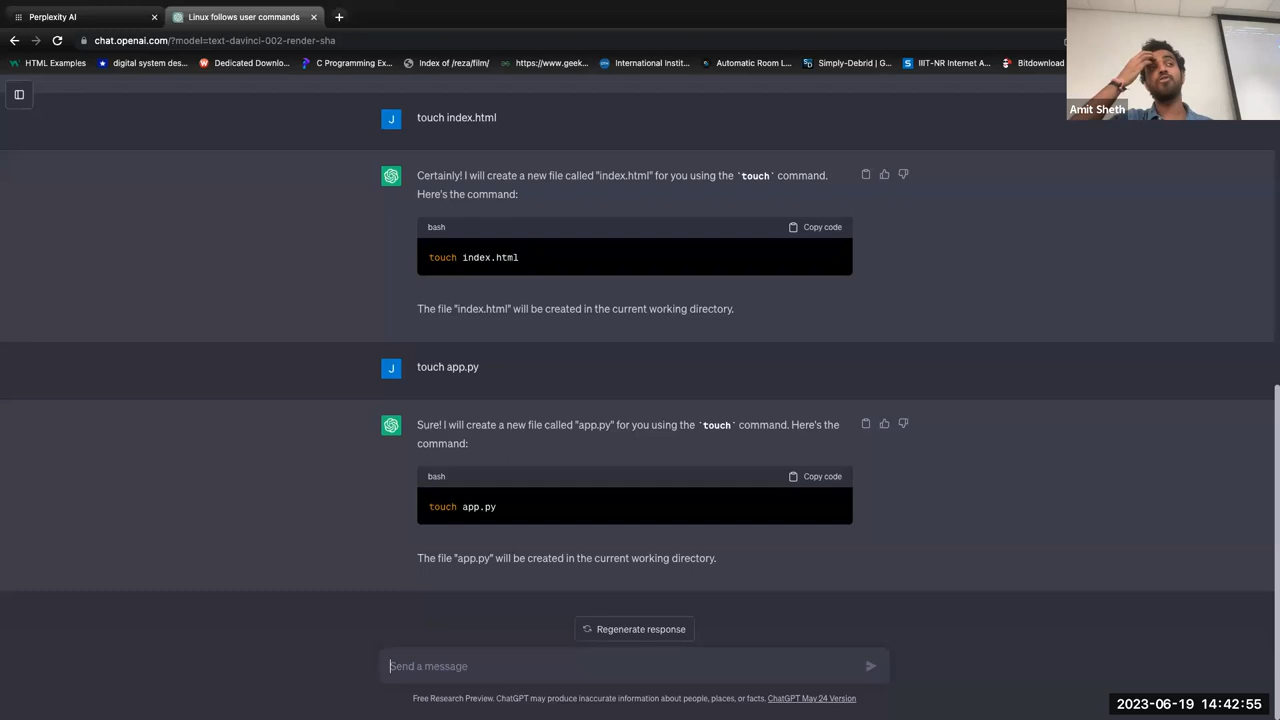 Perplexity AI
Linux follows user commands
chat.openai.com/?model=text-davinci-002-render-sha
HTML Examples
digital system des...
Dedicated Downlo...
C Programming Ex...
Index of /reza/film/
https://www.geek...
International Instit...
Automatic Room L...
Simply-Debrid | G...
IIIT-NR Internet A...
Bitdownload
Amit Sheth
J
touch index.html
Certainly! I will create a new file called "index.html" for you using the `touch` command.
Here's the command:
bash
Copy code
touch index.html
The file "index.html" will be created in the current working directory.
J
touch app.py
Sure! I will create a new file called "app.py" for you using the `touch` command. Here's the
command:
bash
Copy code
touch app.py
The file "app.py" will be created in the current working directory.
Regenerate response
Send a message
Free Research Preview. ChatGPT may produce inaccurate information about people, places, or facts. ChatGPT May 24 Version
2023-06-19 14:42:55